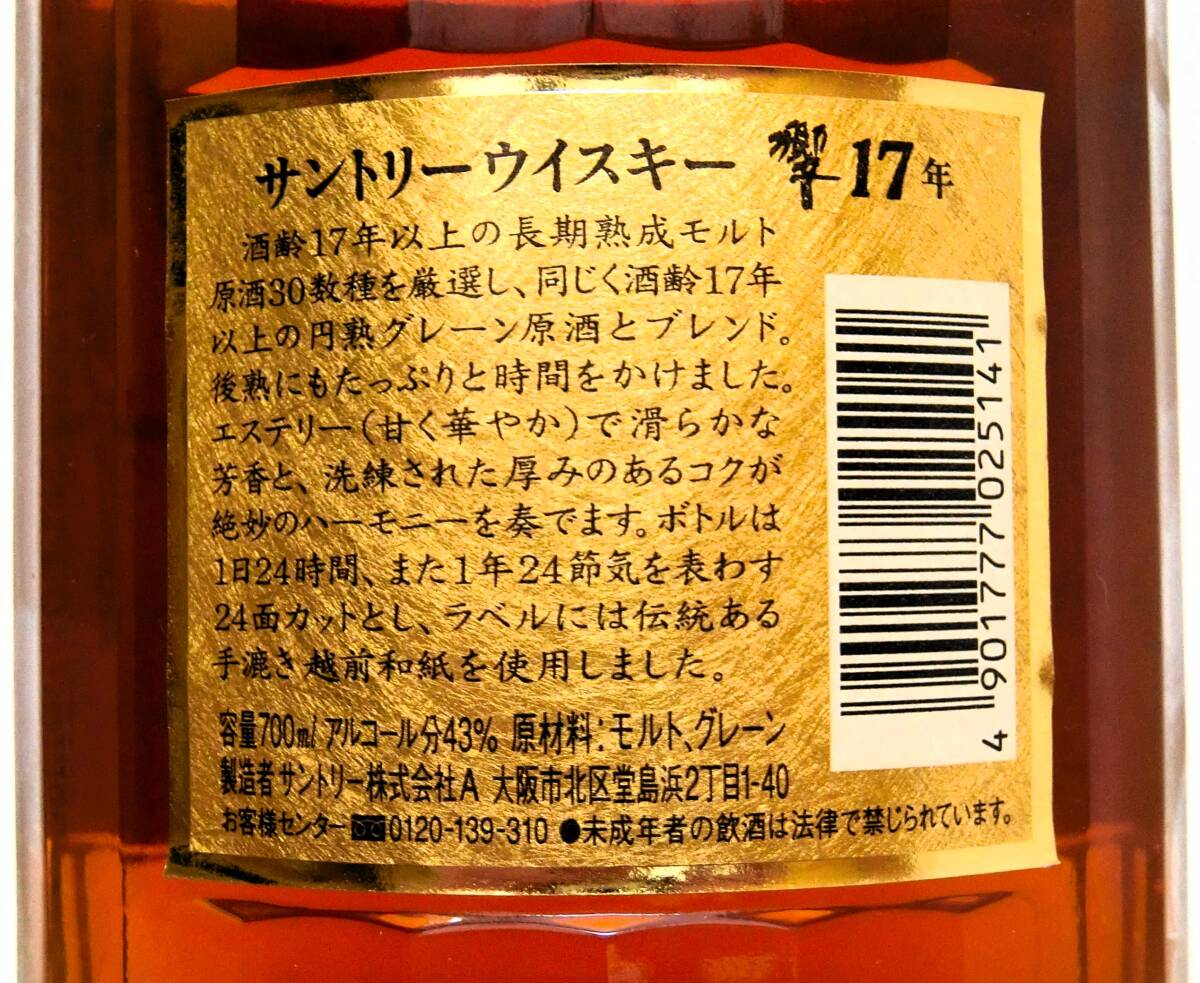 サントリーウイスキー 響17年
酒齢17年以上の長期熟成モルト
原酒30数種を厳選し、同じく酒齢17年
以上の円熟グレーン原酒とブレンド。
後熟にもたっぷりと時間をかけました。
エステリー(甘く華やか)で滑らかな
芳香と、洗練された厚みのあるコクが
絶妙のハーモニーを奏でます。ボトルは
1日24時間、また1年24節気を表わす
24面カットとし、ラベルには伝統ある
手漉き越前和紙を使用しました。
容量700ml アルコール分43% 原材料:モルト、グレーン
製造者サントリー株式会社A 大阪市北区堂島浜2丁目1-40
お客様センター 0120-139-310 ●未成年者の飲酒は法律で禁じられています。
4901777025141